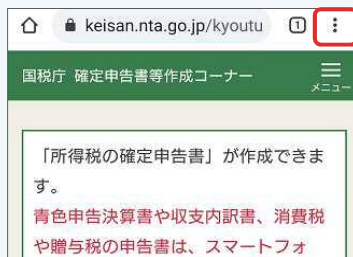 keisan.nta.go.jp/kyoutu 1
国税庁 確定申告書等作成コーナー
メニュー
「所得税の確定申告書」が作成できま
す。
青色申告決算書や収支内訳書、消費税
や贈与税の申告書は、スマートフォ